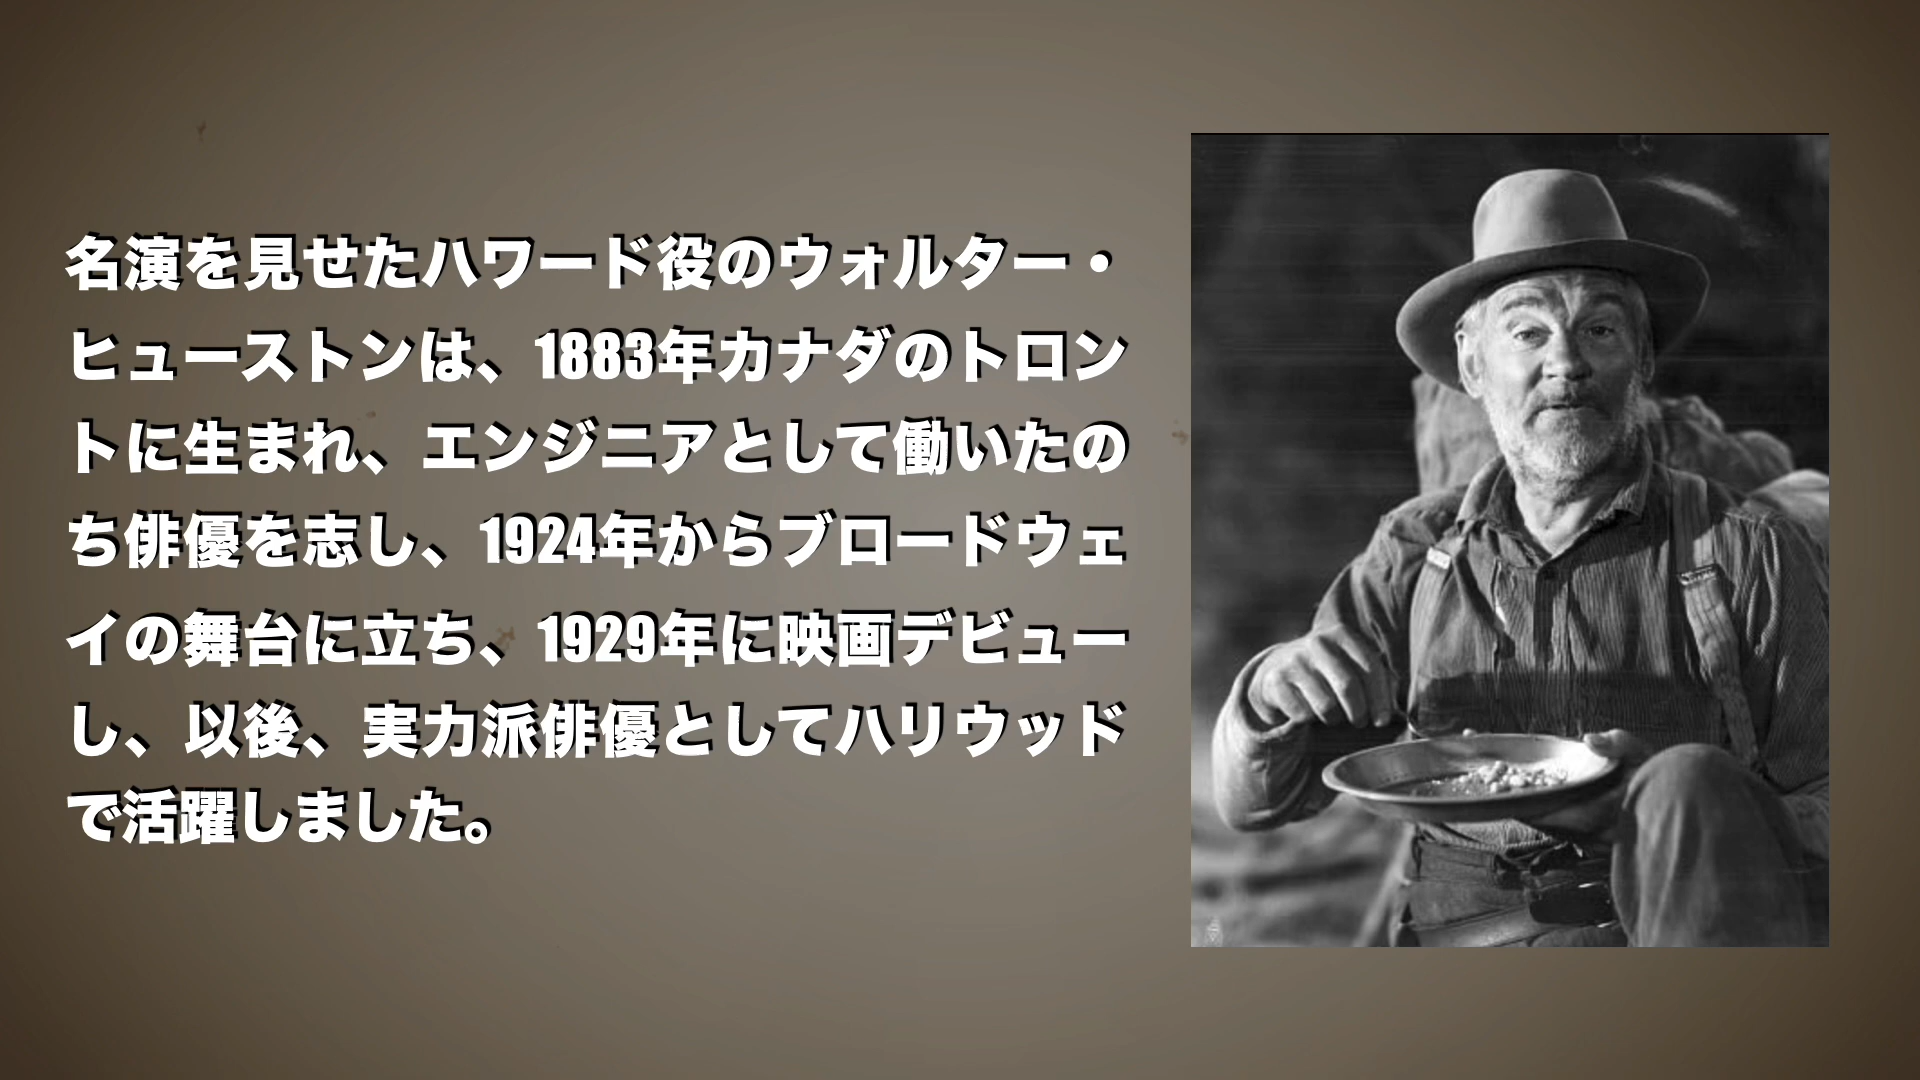 名演を見せたハワード役のウォルター・
ヒューストンは、1883年カナダのトロン
トに生まれ、エンジニアとして働いたの
ち俳優を志し、1924年からブロードウェ
イの舞台に立ち、1929年に映画デビュー
し、以後、実力派俳優としてハリウッド
で活躍しました。